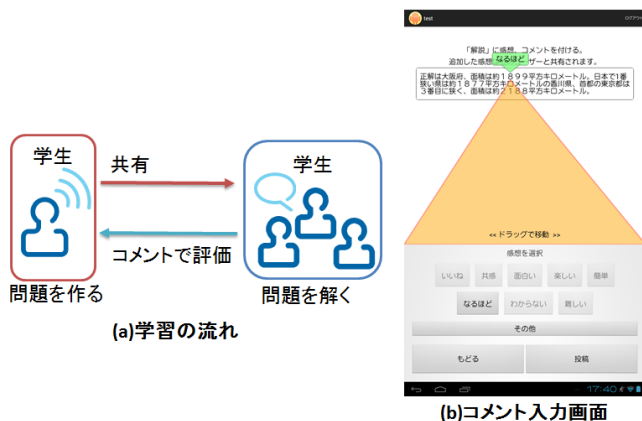 学生
共有
学生
コメントで評価
問題を作る
問題を解く
(a)学習の流れ
test
ログアウト
「解説」に感想、コメントを付ける。
追加した感想 ザーと共有されます。
なるほど
正解は大阪府、面積は約1899平方キロメートル。日本で1番
狭い県は約1877平方キロメートルの香川県、首都の東京都は
3番目に狭く、面積は約2188平方キロメートル。
<< ドラッグで移動 >>
感想を選択
いいね 共感 面白い 楽しい 簡単
なるほど わからない 難しい
その他
もどる 投稿
17:40
(b)コメント入力画面